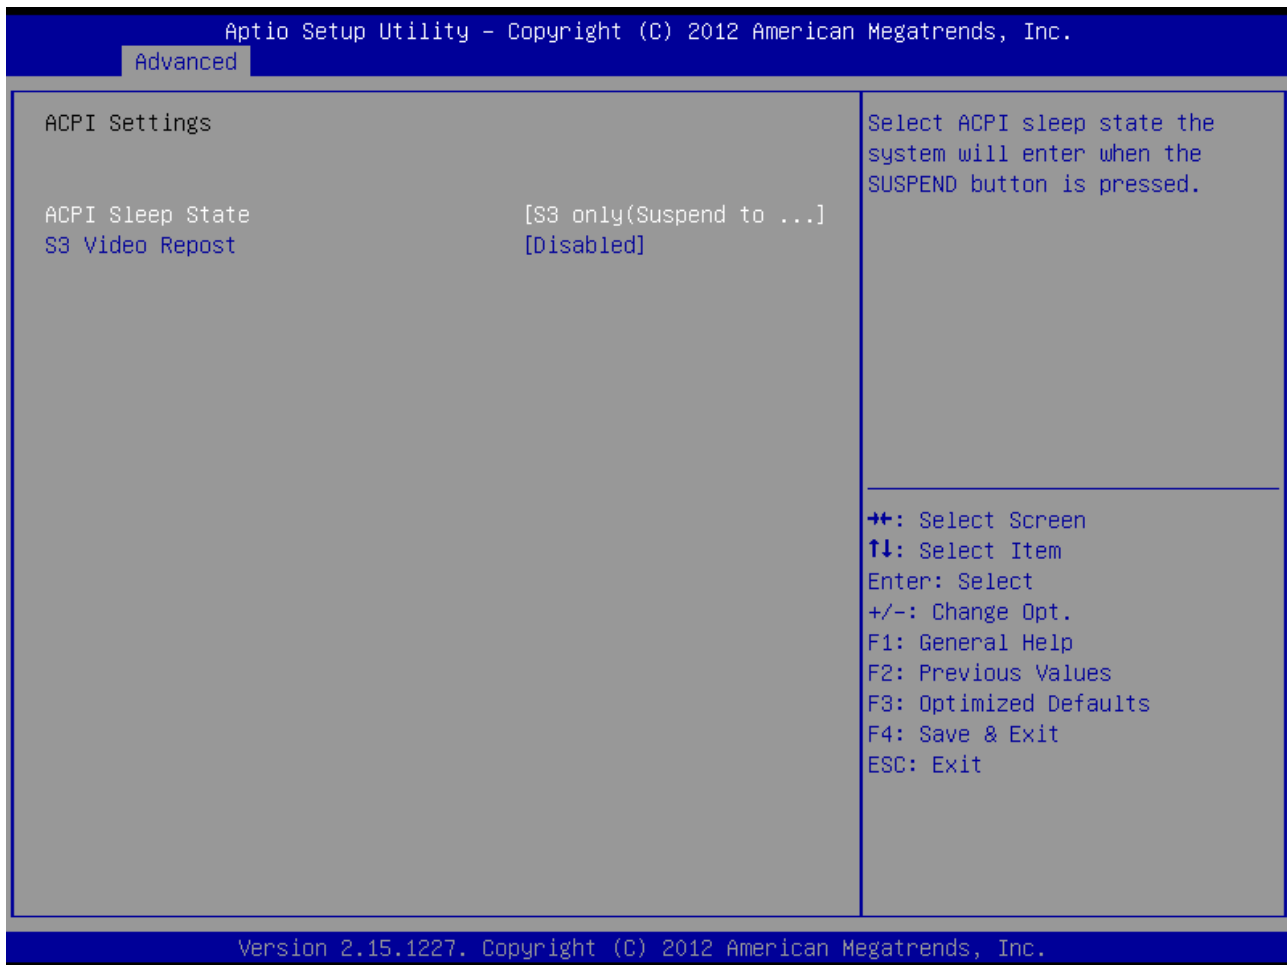 Aptio Setup Utility – Copyright (C) 2012 American Megatrends, Inc.
Advanced
ACPI Settings
ACPI Sleep State [S3 only(Suspend to ...]
S3 Video Repost [Disabled]
Select ACPI sleep state the
system will enter when the
SUSPEND button is pressed.
→←: Select Screen
↑↓: Select Item
Enter: Select
+/-: Change Opt.
F1: General Help
F2: Previous Values
F3: Optimized Defaults
F4: Save & Exit
ESC: Exit
Version 2.15.1227. Copyright (C) 2012 American Megatrends, Inc.